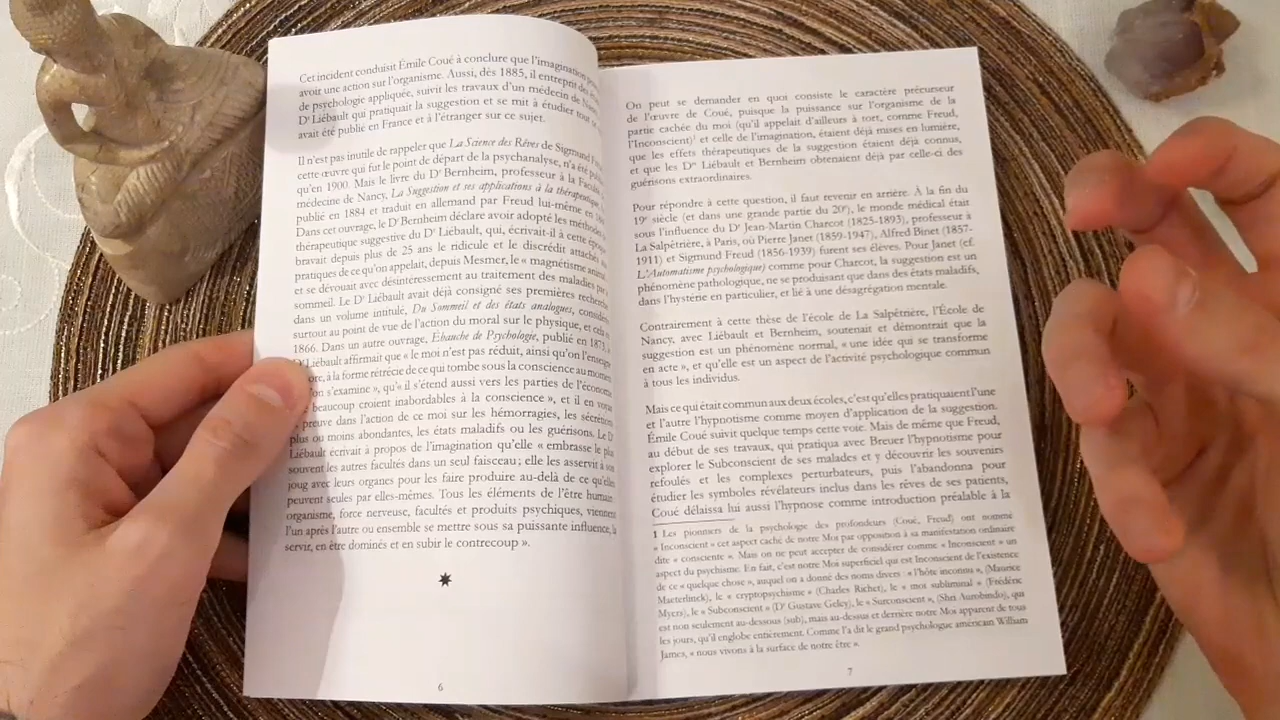 Cet incident conduisit Émile Coué à conclure que l'imagination
avoir une action sur l'organisme. Aussi, dès 1885, il entreprit des
de psychologie appliquée, suivit les travaux d'un médecin de
Dr Liébault qui pratiquait la suggestion et se mit à étudier tout
avait été publié en France et à l'étranger sur ce sujet.
Il n'est pas inutile de rappeler que La Science des Rêves de Sigmund
cette œuvre qui fut le point de départ de la psychanalyse, n'a été
qu'en 1900. Mais le livre du Dr Bernheim, professeur à la Faculté
médecine de Nancy, La Suggestion et ses applications à la thérapeutique
publié en 1884 et traduit en allemand par Freud lui-même en
Dans cet ouvrage, le Dr Bernheim déclare avoir adopté les méthodes
thérapeutique suggestive du Dr Liébault, qui, écrivait-il à cette
bravait depuis plus de 25 ans le ridicule et le discrédit attachés
pratiques de ce qu'on appelait, depuis Mesmer, le « magnétisme animal
et se dévouait avec désintéressement au traitement des maladies par
sommeil. Le Dr Liébault avait déjà consigné ses premières
dans un volume intitulé, Du Sommeil et des états analogues,
surtout au point de vue de l'action du moral sur le physique, et
1866. Dans un autre ouvrage, Ébauche de Psychologie, publié en 1873,
Liébault affirmait que « le moi n'est pas réduit, ainsi qu'on
à la forme rétrécie de ce qui tombe sous la conscience au moment
s'examine », qu'« il s'étend aussi vers les parties de l'économie
beaucoup croient inabordables à la conscience », et il en
preuve dans l'action de ce moi sur les hémorragies, les
plus ou moins abondantes, les états maladifs ou les guérisons. Le Dr
Liébault écrivait à propos de l'imagination qu'elle « embrasse le plus
souvent les autres facultés dans un seul faisceau ; elle les asservit à son
joug avec leurs organes pour les faire produire au-delà de ce qu'elles
peuvent seules par elles-mêmes. Tous les éléments de l'être humain,
organisme, force nerveuse, facultés et produits psychiques, viennent
l'un après l'autre ou ensemble se mettre sous sa puissante influence, la
servir, en être dominés et en subir le contrecoup ».
6
On peut se demander en quoi consiste le caractère précurseur
de l'œuvre de Coué, puisque la puissance sur l'organisme de la
partie cachée du moi (qu'il appelait d'ailleurs à tort, comme Freud,
l'Inconscient)1 et celle de l'imagination, étaient déjà mises en lumière,
que les effets thérapeutiques de la suggestion étaient déjà connus,
et que les Drs Liébault et Bernheim obtenaient déjà par celle-ci des
guérisons extraordinaires.
Pour répondre à cette question, il faut revenir en arrière. À la fin du
19e siècle (et dans une grande partie du 20e), le monde médical était
sous l'influence du Dr Jean-Martin Charcot (1825-1893), professeur à
La Salpêtrière, à Paris, où Pierre Janet (1859-1947), Alfred Binet (1857-
1911) et Sigmund Freud (1856-1939) furent ses élèves. Pour Janet (cf.
L'Automatisme psychologique) comme pour Charcot, la suggestion est un
phénomène pathologique, ne se produisant que dans des états maladifs,
dans l'hystérie en particulier, et lié à une désagrégation mentale.
Contrairement à cette thèse de l'école de La Salpêtrière, l'École de
Nancy, avec Liébault et Bernheim, soutenait et démontrait que la
suggestion est un phénomène normal, « une idée qui se transforme
en acte », et qu'elle est un aspect de l'activité psychologique commun
à tous les individus.
Mais ce qui était commun aux deux écoles, c'est qu'elles pratiquaient l'une
et l'autre l'hypnotisme comme moyen d'application de la suggestion.
Émile Coué suivit quelque temps cette voie. Mais de même que Freud,
au début de ses travaux, qui pratiqua avec Breuer l'hypnotisme pour
explorer le Subconscient de ses malades et y découvrir les souvenirs
refoulés et les complexes perturbateurs, puis l'abandonna pour
étudier les symboles révélateurs inclus dans les rêves de ses patients,
Coué délaissa lui aussi l'hypnose comme introduction préalable à la
1 Les pionniers de la psychologie des profondeurs (Coué, Freud) ont nommé
« Inconscient » cet aspect caché de notre Moi par opposition à sa manifestation ordinaire
dite « consciente ». Mais on ne peut accepter de considérer comme « Inconscient » un
aspect du psychisme. En fait, c'est notre Moi superficiel qui est Inconscient de l'existence
de ce « quelque chose », auquel on a donné des noms divers : « l'hôte inconnu », (Maurice
Maeterlinck), le « cryptopsychisme » (Charles Richet), le « moi subliminal » (Frédéric
Myers), le « Subconscient » (Dr Gustave Geley), le « Surconscient », (Shri Aurobindo), qui
est non seulement au-dessous (sub), mais au-dessus et derrière notre Moi apparent de tous
les jours, qu'il englobe entièrement. Comme l'a dit le grand psychologue américain William
James, « nous vivons à la surface de notre être ».
7